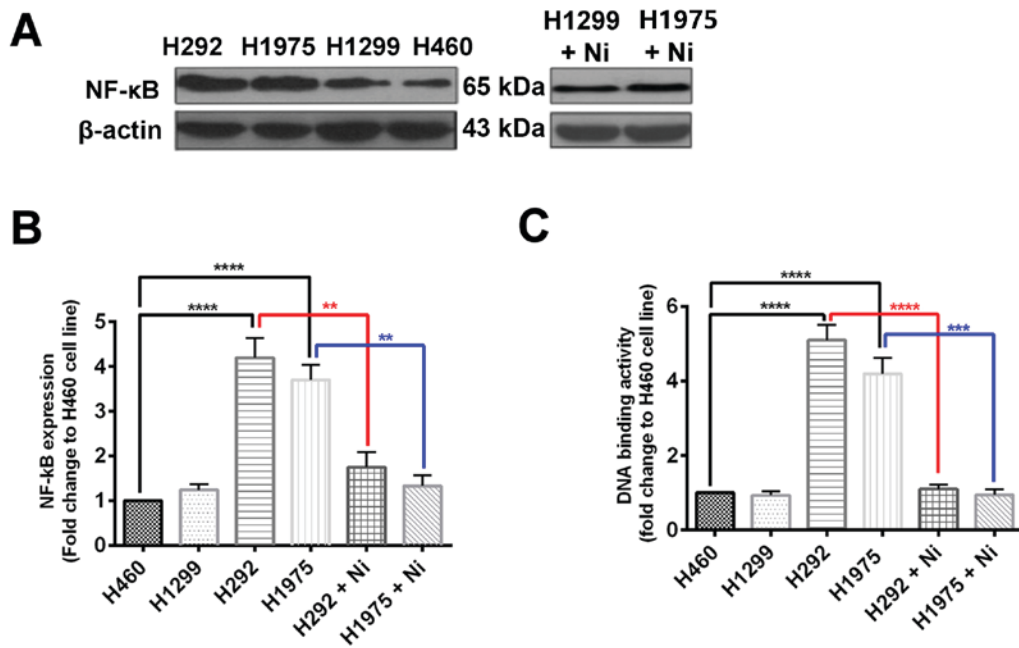 A
H292 H1975 H1299 H460
H1299 + Ni
H1975 + Ni
NF-κB
65 kDa
β-actin
43 kDa
B
NF-kB expression
(Fold change to H460 cell line)
5
4
3
2
1
0
****
****
**
**
H460
H1299
H292
H1975
H292 + Ni
H1975 + Ni
C
DNA binding activity
(fold change to H460 cell line)
6
4
2
0
****
****
****
***
H460
H1299
H292
H1975
H292 + Ni
H1975 + Ni